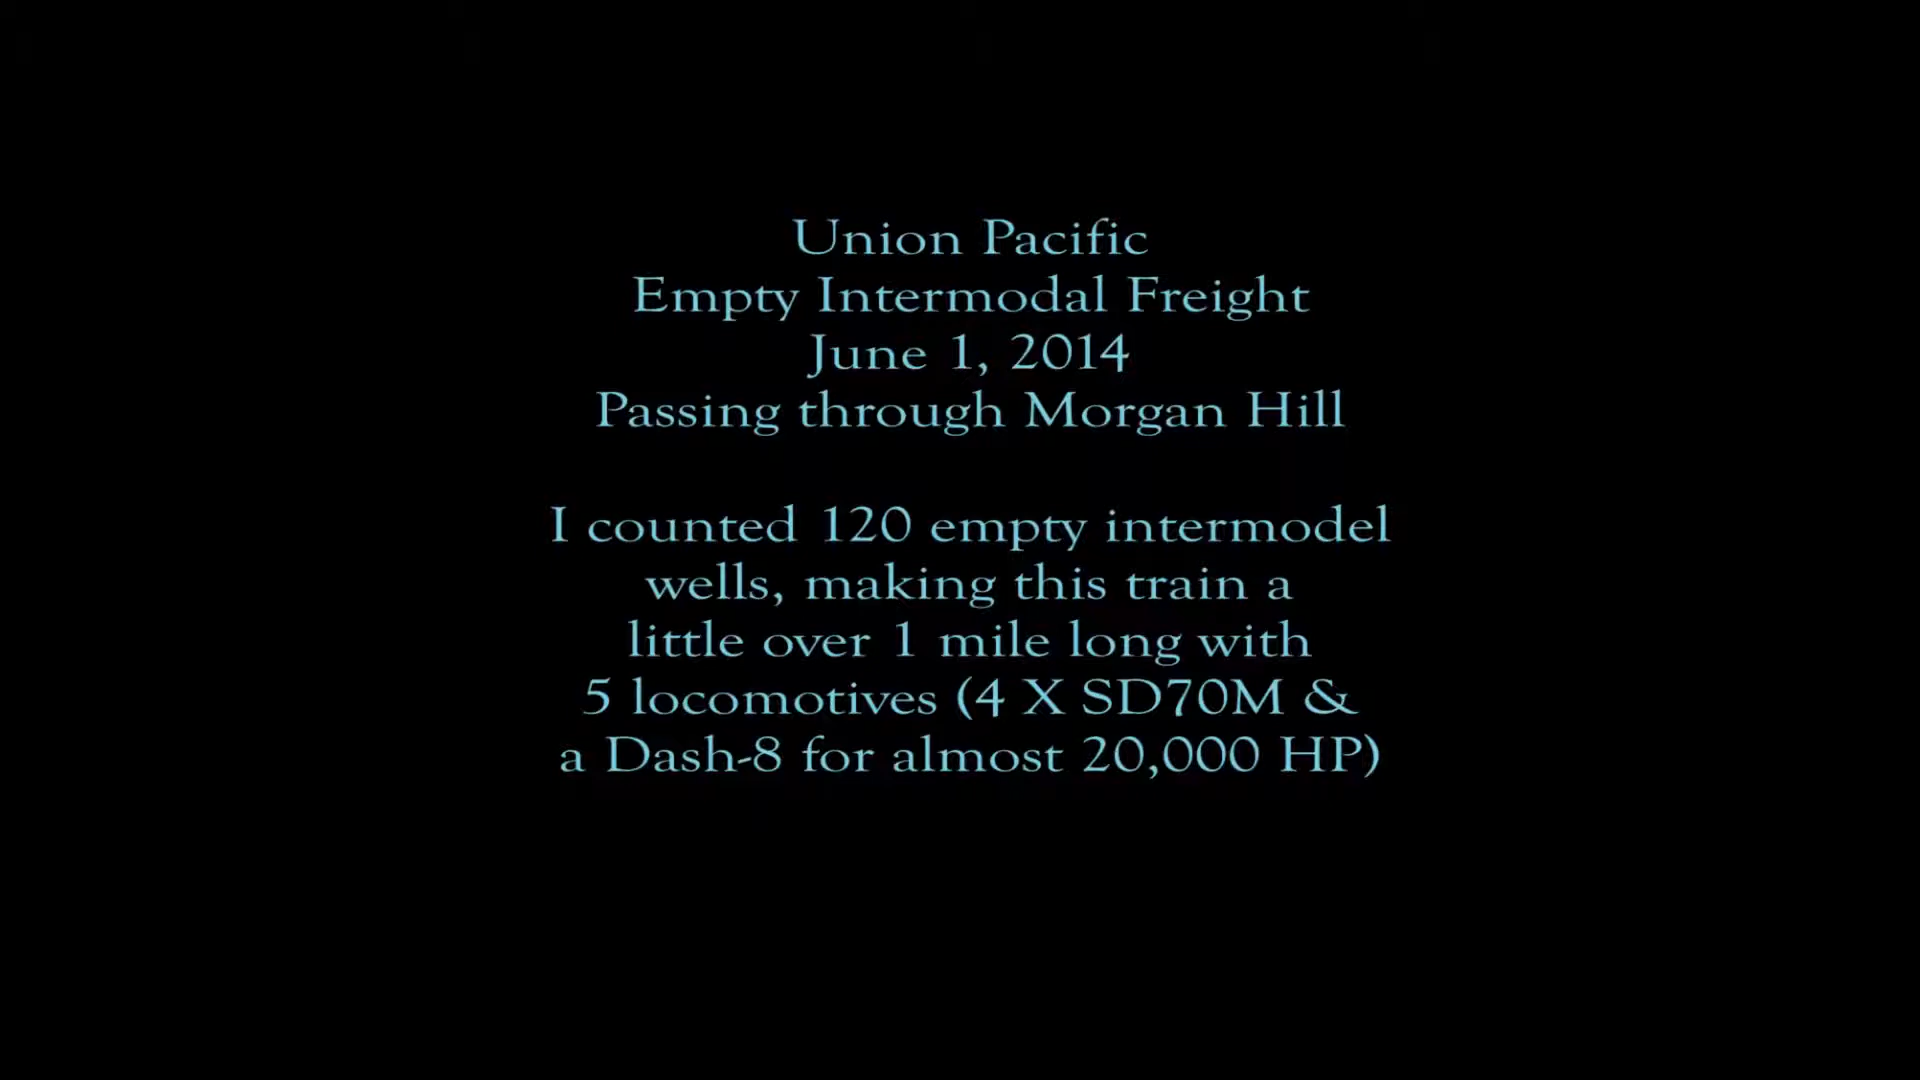 Union Pacific
Empty Intermodal Freight
June 1, 2014
Passing through Morgan Hill
I counted 120 empty intermodel
wells, making this train a
little over 1 mile long with
5 locomotives (4 X SD70M &
a Dash-8 for almost 20,000 HP)